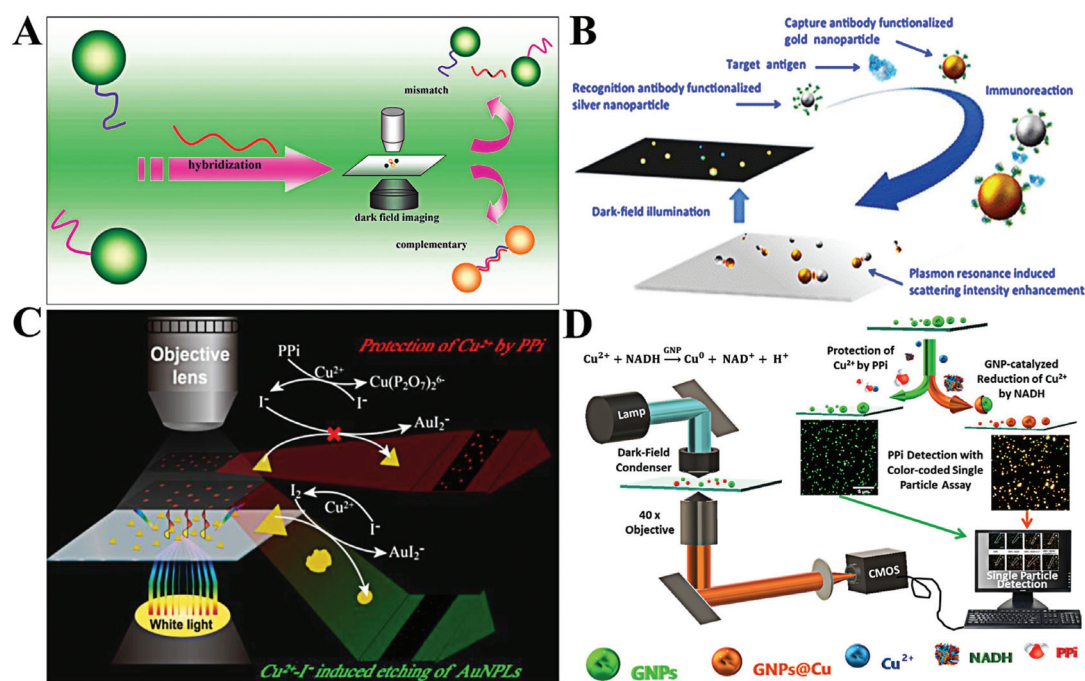 A
mismatch
hybridization
dark field imaging
complementary
B
Capture antibody functionalized
gold nanoparticle
Target antigen
Recognition antibody functionalized
silver nanoparticle
Immunoreaction
Dark-field illumination
Plasmon resonance induced
scattering intensity enhancement
C
Objective
lens
Protection of Cu²⁺ by PPi
PPi
Cu²⁺
Cu(P₂O₇)₂⁶⁻
I⁻
I⁻
AuI₂⁻
I₂
Cu²⁺
I⁻
AuI₂⁻
White light
Cu²⁺-I⁻ induced etching of AuNPLs
D
Cu²⁺ + NADH GNP→ Cu⁰ + NAD⁺ + H⁺
Protection of
Cu²⁺ by PPi
GNP-catalyzed
Reduction of Cu²⁺
by NADH
Lamp
Dark-Field
Condenser
PPi Detection with
Color-coded Single
Particle Assay
40 x
Objective
CMOS
Single Particle
Detection
GNPs
GNPs@Cu
Cu²⁺
NADH
PPi